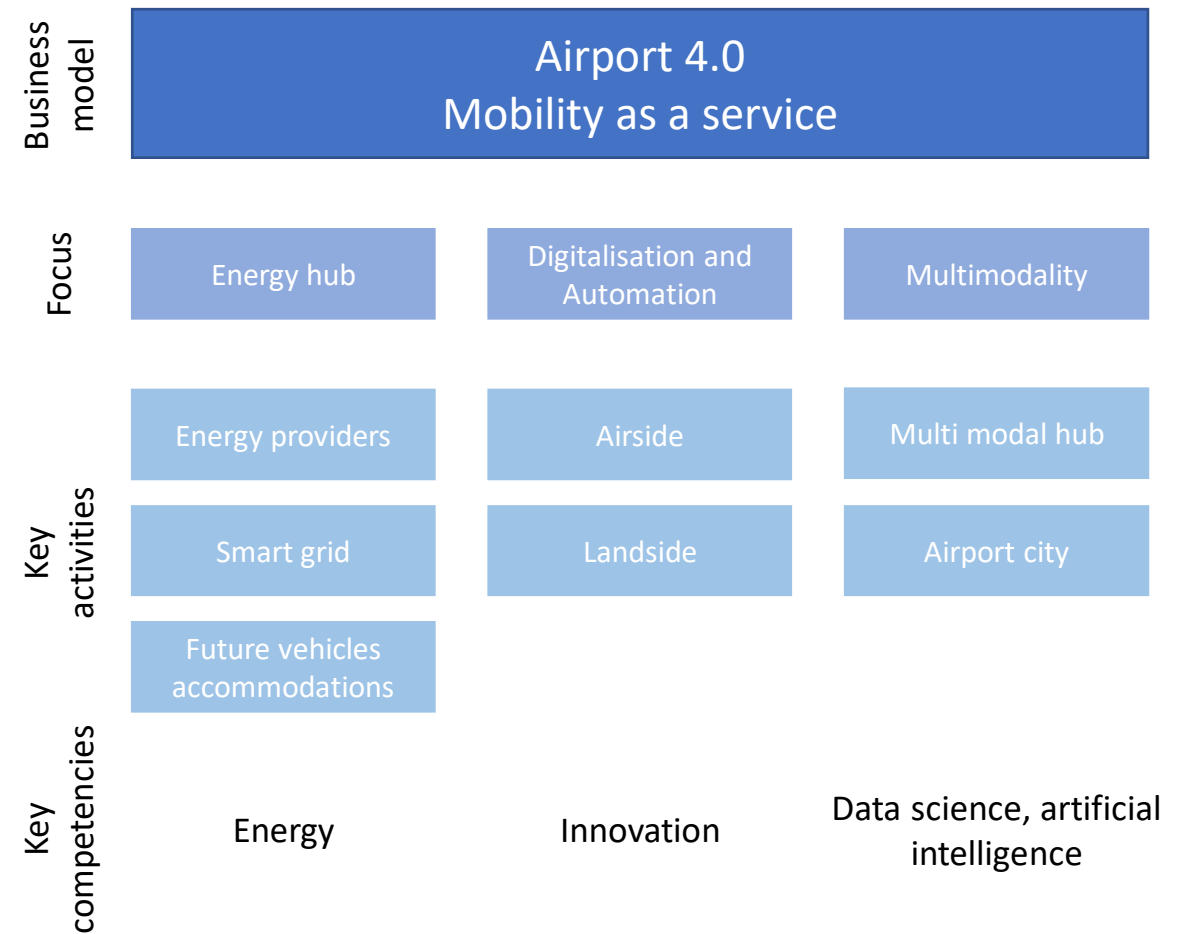 Business
model
Airport 4.0
Mobility as a service
Focus
Energy hub
Digitalisation and
Automation
Multimodality
Key
activities
Energy providers
Airside
Multi modal hub
Smart grid
Landside
Airport city
Future vehicles
accommodations
Key
competencies
Energy
Innovation
Data science, artificial
intelligence